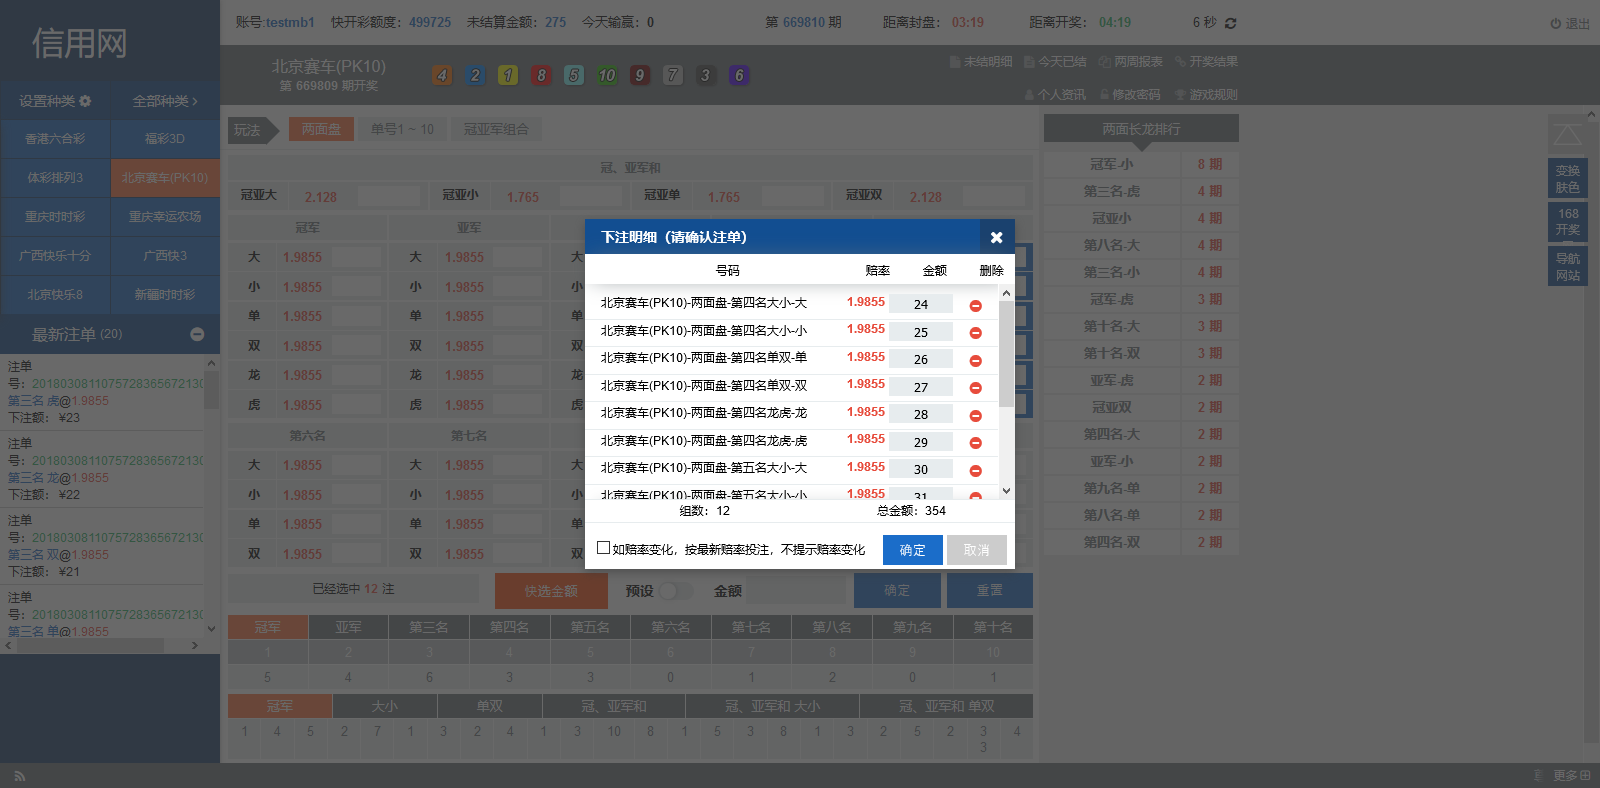 账号:testmb1 快开彩额度：499725 未结算金额：275 今天输赢：0 第 669810 期 距离封盘： 03:19 距离开奖： 04:19 6 秒 退出
信用网
北京赛车(PK10)
第 669809 期开奖
4 2 1 8 5 10 9 7 3 6
未结明细 今天已结 两周报表 开奖结果
个人资讯 修改密码 游戏规则
设置种类 全部种类
香港六合彩 福彩3D
体彩排列3 北京赛车(PK10)
重庆时时彩 重庆幸运农场
广西快乐十分 广西快3
北京快乐8 新疆时时彩
最新注单 (20)
注单
号：20180308110757283656721​30
第三名 虎@1.9855
下注额： ¥23
注单
号：2018030811075728365672130
第三名 龙@1.9855
下注额： ¥22
注单
号：2018030811075728365672130
第三名 双@1.9855
下注额： ¥21
注单
号：2018030811075728365672130
第三名 单@1.9855
玩法 两面盘 单号1 ~ 10 冠亚军组合
冠、亚军和
冠亚大 2.128 冠亚小 1.765 冠亚单 1.765 冠亚双 2.128
冠军 亚军
大 1.9855 大 1.9855 大
小 1.9855 小 1.9855 小
单 1.9855 单 1.9855 单
双 1.9855 双 1.9855 双
龙 1.9855 龙 1.9855 龙
虎 1.9855 虎 1.9855 虎
第六名 第七名
大 1.9855 大 1.9855 大
小 1.9855 小 1.9855 小
单 1.9855 单 1.9855 单
双 1.9855 双 1.9855 双
下注明细（请确认注单）
号码 赔率 金额 删除
北京赛车(PK10)-两面盘-第四名大小-大 1.9855 24
北京赛车(PK10)-两面盘-第四名大小-小 1.9855 25
北京赛车(PK10)-两面盘-第四名单双-单 1.9855 26
北京赛车(PK10)-两面盘-第四名单双-双 1.9855 27
北京赛车(PK10)-两面盘-第四名龙虎-龙 1.9855 28
北京赛车(PK10)-两面盘-第四名龙虎-虎 1.9855 29
北京赛车(PK10)-两面盘-第五名大小-大 1.9855 30
北京赛车(PK10)-两面盘-第五名大小-小 1.9855 31
组数：12 总金额：354
如赔率变化，按最新赔率投注，不提示赔率变化 确定 取消
已经选中 12 注 快选金额 预设 金额 确定 重置
冠军 亚军 第三名 第四名 第五名 第六名 第七名 第八名 第九名 第十名
1 2 3 4 5 6 7 8 9 10
5 4 6 3 3 0 1 2 0 1
冠军 大小 单双 冠、亚军和 冠、亚军和 大小 冠、亚军和 单双
1 4 5 2 7 1 3 2 4 1 3 10 8 1 5 3 8 1 3 2 5 2 3 4
3
两面长龙排行
冠军-小 8 期
第三名-虎 4 期
冠亚小 4 期
第八名-大 4 期
第三名-小 4 期
冠军-虎 3 期
第十名-大 3 期
第十名-双 3 期
亚军-虎 2 期
冠亚双 2 期
第四名-大 2 期
亚军-小 2 期
第九名-单 2 期
第八名-单 2 期
第四名-双 2 期
变换
肤色
168
开奖
导航
网站
更多